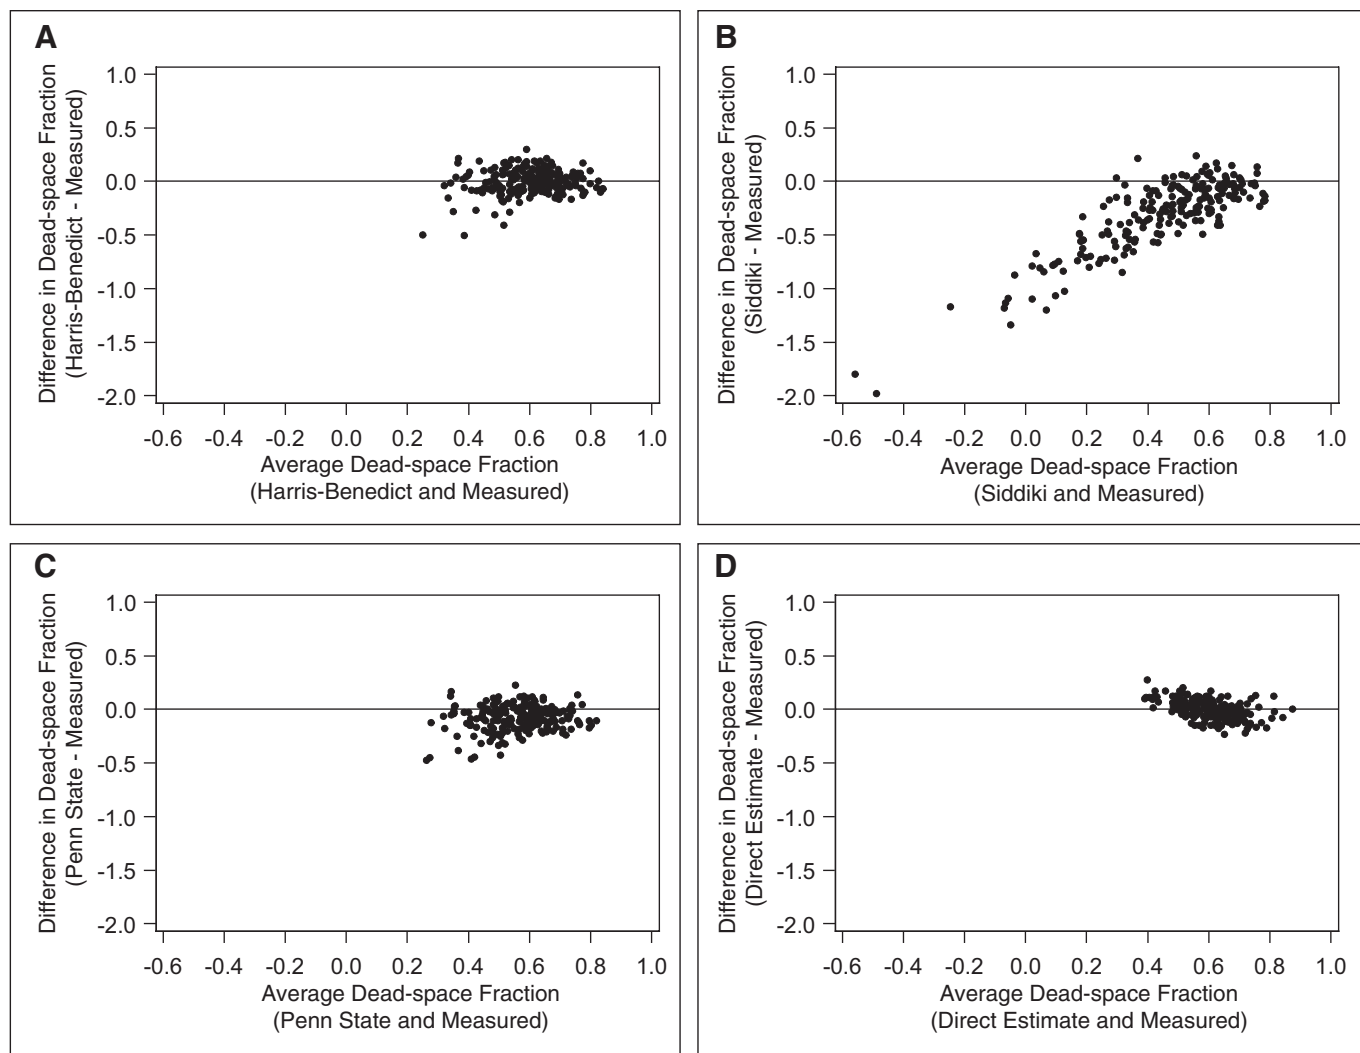 A
Difference in Dead-space Fraction
(Harris-Benedict - Measured)
1.0
0.5
0.0
-0.5
-1.0
-1.5
-2.0
-0.6 -0.4 -0.2 0.0 0.2 0.4 0.6 0.8 1.0
Average Dead-space Fraction
(Harris-Benedict and Measured)
B
Difference in Dead-space Fraction
(Siddiki - Measured)
1.0
0.5
0.0
-0.5
-1.0
-1.5
-2.0
-0.6 -0.4 -0.2 0.0 0.2 0.4 0.6 0.8 1.0
Average Dead-space Fraction
(Siddiki and Measured)
C
Difference in Dead-space Fraction
(Penn State - Measured)
1.0
0.5
0.0
-0.5
-1.0
-1.5
-2.0
-0.6 -0.4 -0.2 0.0 0.2 0.4 0.6 0.8 1.0
Average Dead-space Fraction
(Penn State and Measured)
D
Difference in Dead-space Fraction
(Direct Estimate - Measured)
1.0
0.5
0.0
-0.5
-1.0
-1.5
-2.0
-0.6 -0.4 -0.2 0.0 0.2 0.4 0.6 0.8 1.0
Average Dead-space Fraction
(Direct Estimate and Measured)